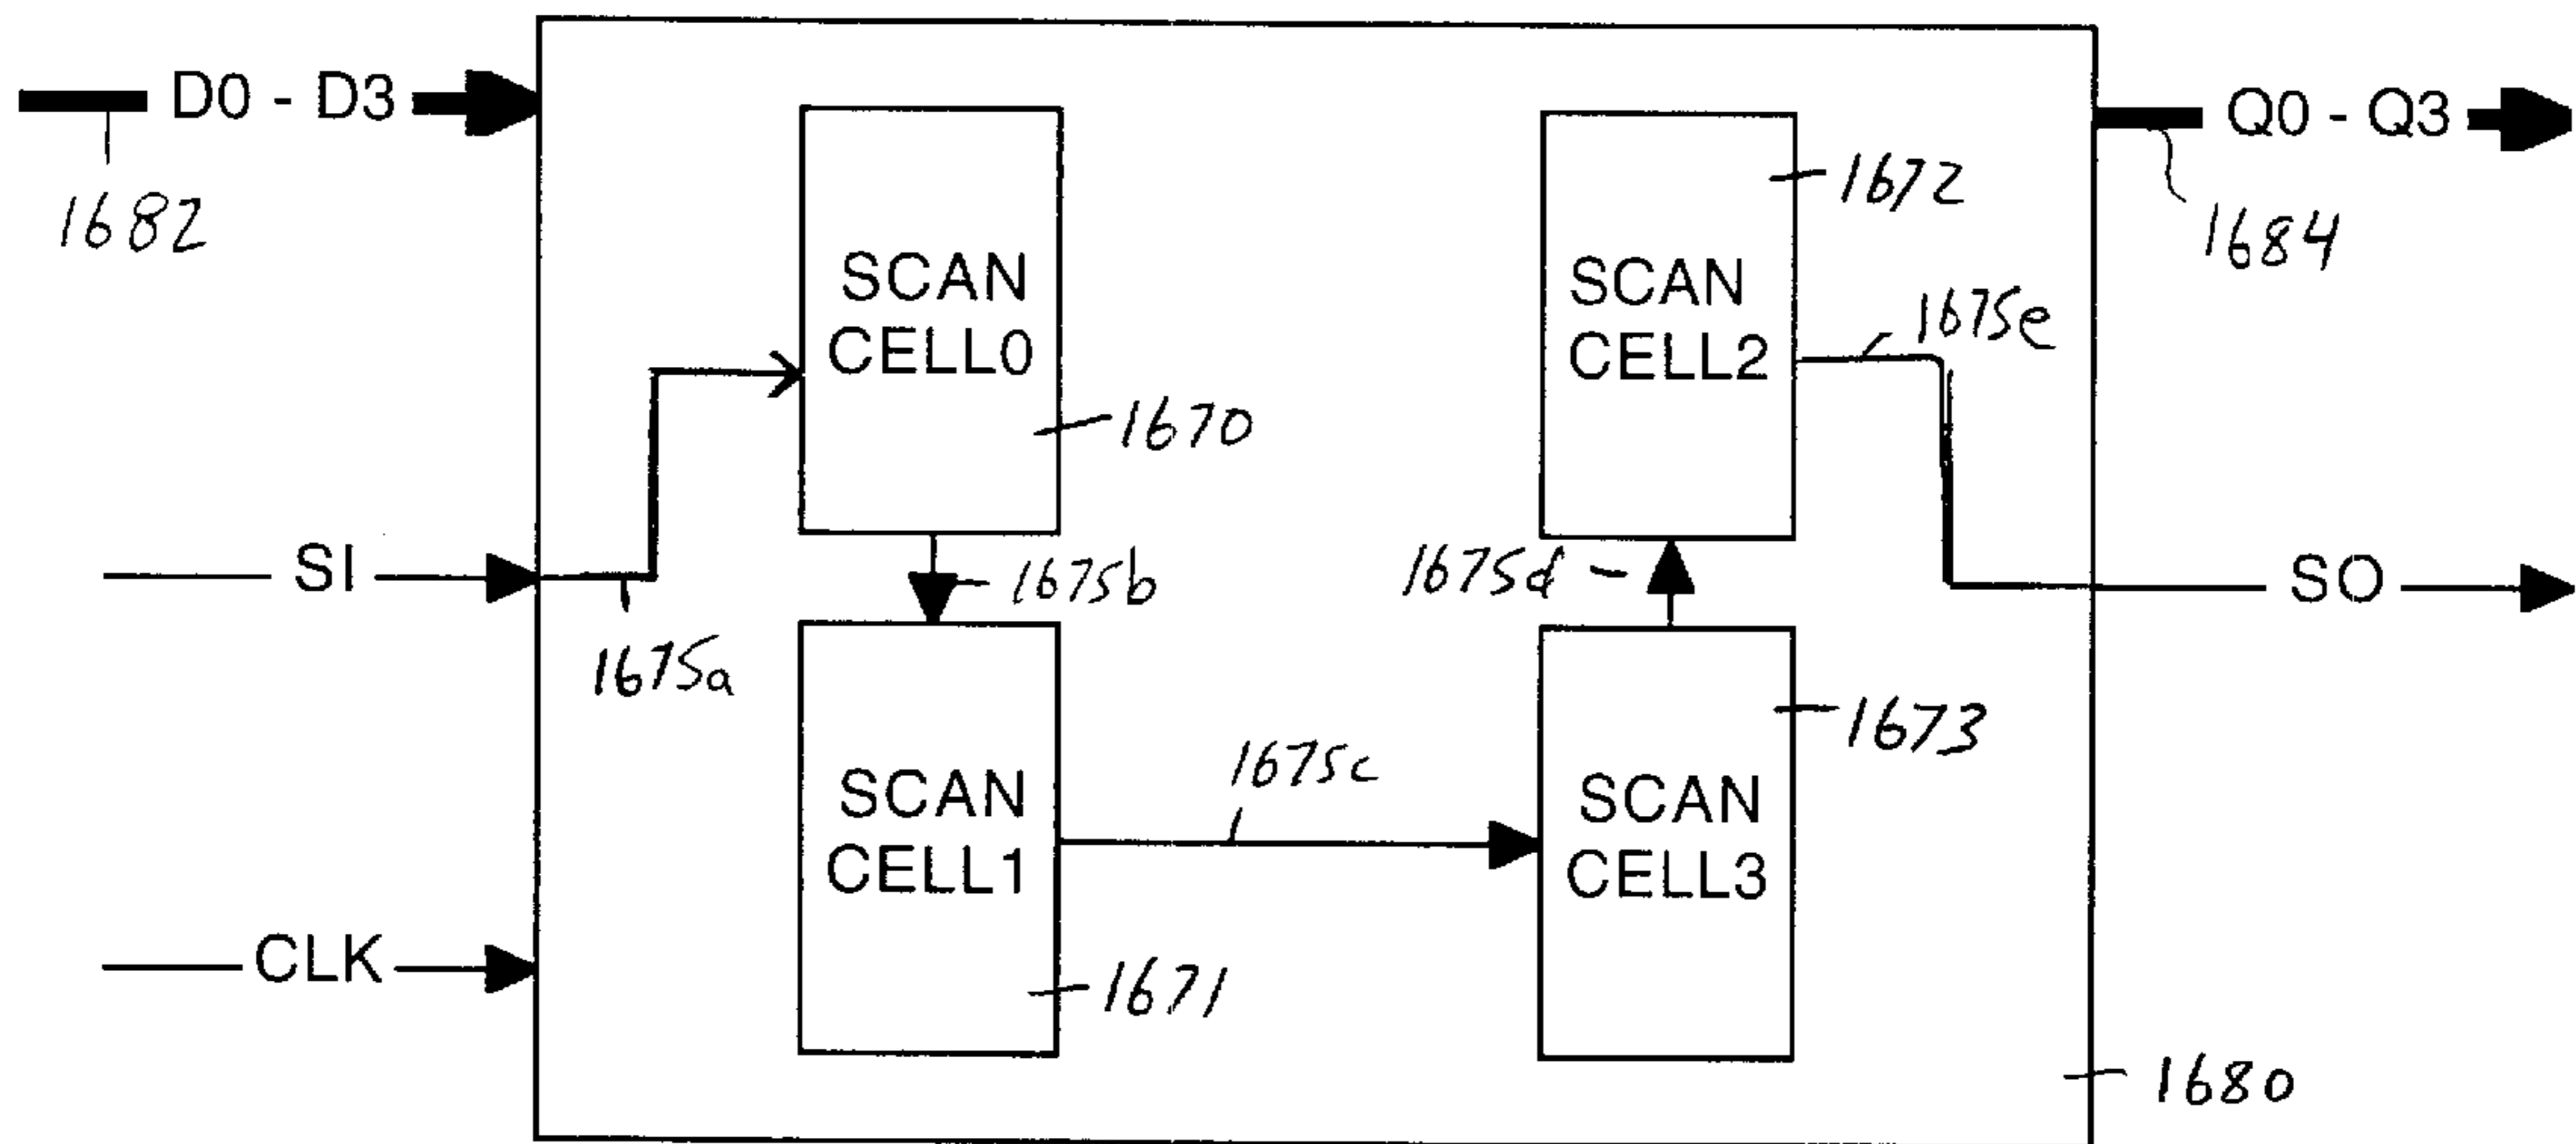 D0 - D3
1682
SCAN
CELL0
1670
SCAN
CELL2
1672
Q0 - Q3
1684
1675e
SI
1675a
1675b
1675d
SO
SCAN
CELL1
1671
1675c
SCAN
CELL3
1673
CLK
1680